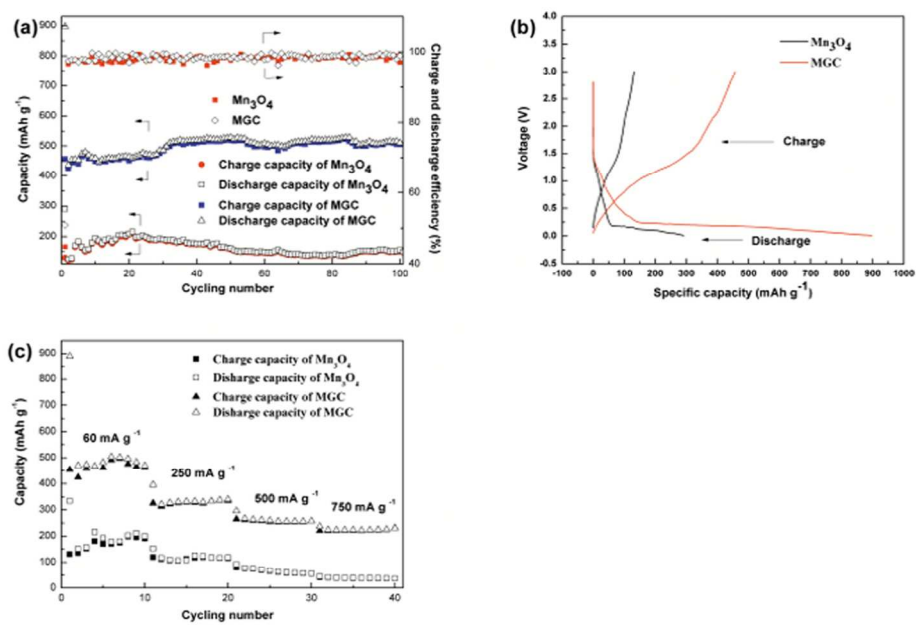 (a)
900
800
700
600
500
400
300
200
100
80
60
40
Mn3O4
MGC
Charge capacity of Mn3O4
Discharge capacity of Mn3O4
Charge capacity of MGC
Discharge capacity of MGC
0
20
40
60
80
100
Capacity (mAh g-1)
Charge and discharge efficiency (%)
Cycling number
(b)
4.0
3.5
3.0
2.5
2.0
1.5
1.0
0.5
0.0
-0.5
Mn3O4
MGC
Charge
Discharge
-100 0 100 200 300 400 500 600 700 800 900 1000
Voltage (V)
Specific capacity (mAh g-1)
(c)
900
800
700
600
500
400
300
200
100
0
Charge capacity of Mn3O4
Disharge capacity of Mn3O4
Charge capacity of MGC
Disharge capacity of MGC
60 mA g-1
250 mA g-1
500 mA g-1
750 mA g-1
0
10
20
30
40
Capacity (mAh g-1)
Cycling number